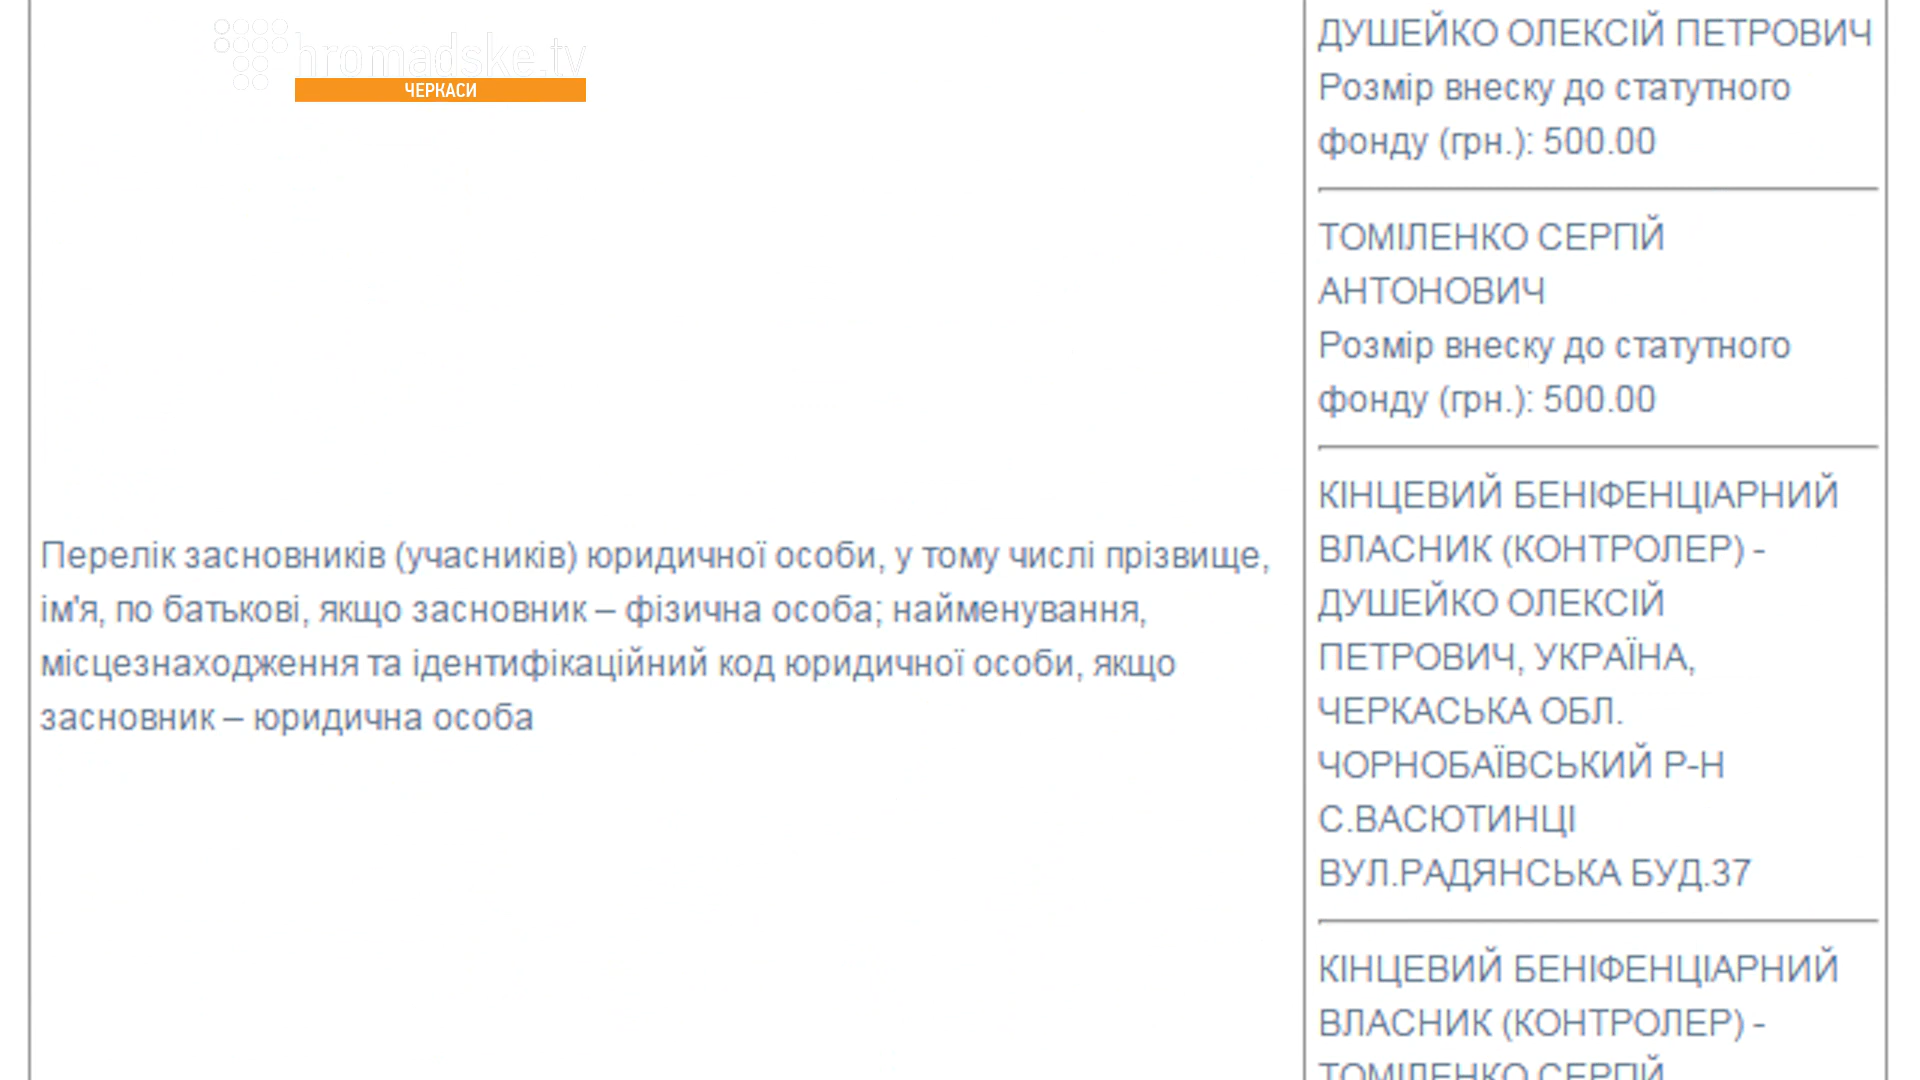 hromadske.tv
ЧЕРКАСИ
Перелік засновників (учасників) юридичної особи, у тому числі прізвище,
ім'я, по батькові, якщо засновник – фізична особа; найменування,
місцезнаходження та ідентифікаційний код юридичної особи, якщо
засновник – юридична особа
ДУШЕЙКО ОЛЕКСІЙ ПЕТРОВИЧ
Розмір внеску до статутного
фонду (грн.): 500.00
ТОМІЛЕНКО СЕРГІЙ
АНТОНОВИЧ
Розмір внеску до статутного
фонду (грн.): 500.00
КІНЦЕВИЙ БЕНІФЕНЦІАРНИЙ
ВЛАСНИК (КОНТРОЛЕР) -
ДУШЕЙКО ОЛЕКСІЙ
ПЕТРОВИЧ, УКРАЇНА,
ЧЕРКАСЬКА ОБЛ.
ЧОРНОБАЇВСЬКИЙ Р-Н
С.ВАСЮТИНЦІ
ВУЛ.РАДЯНСЬКА БУД.37
КІНЦЕВИЙ БЕНІФЕНЦІАРНИЙ
ВЛАСНИК (КОНТРОЛЕР) -
ТОМІЛЕНКО СЕРГІЙ